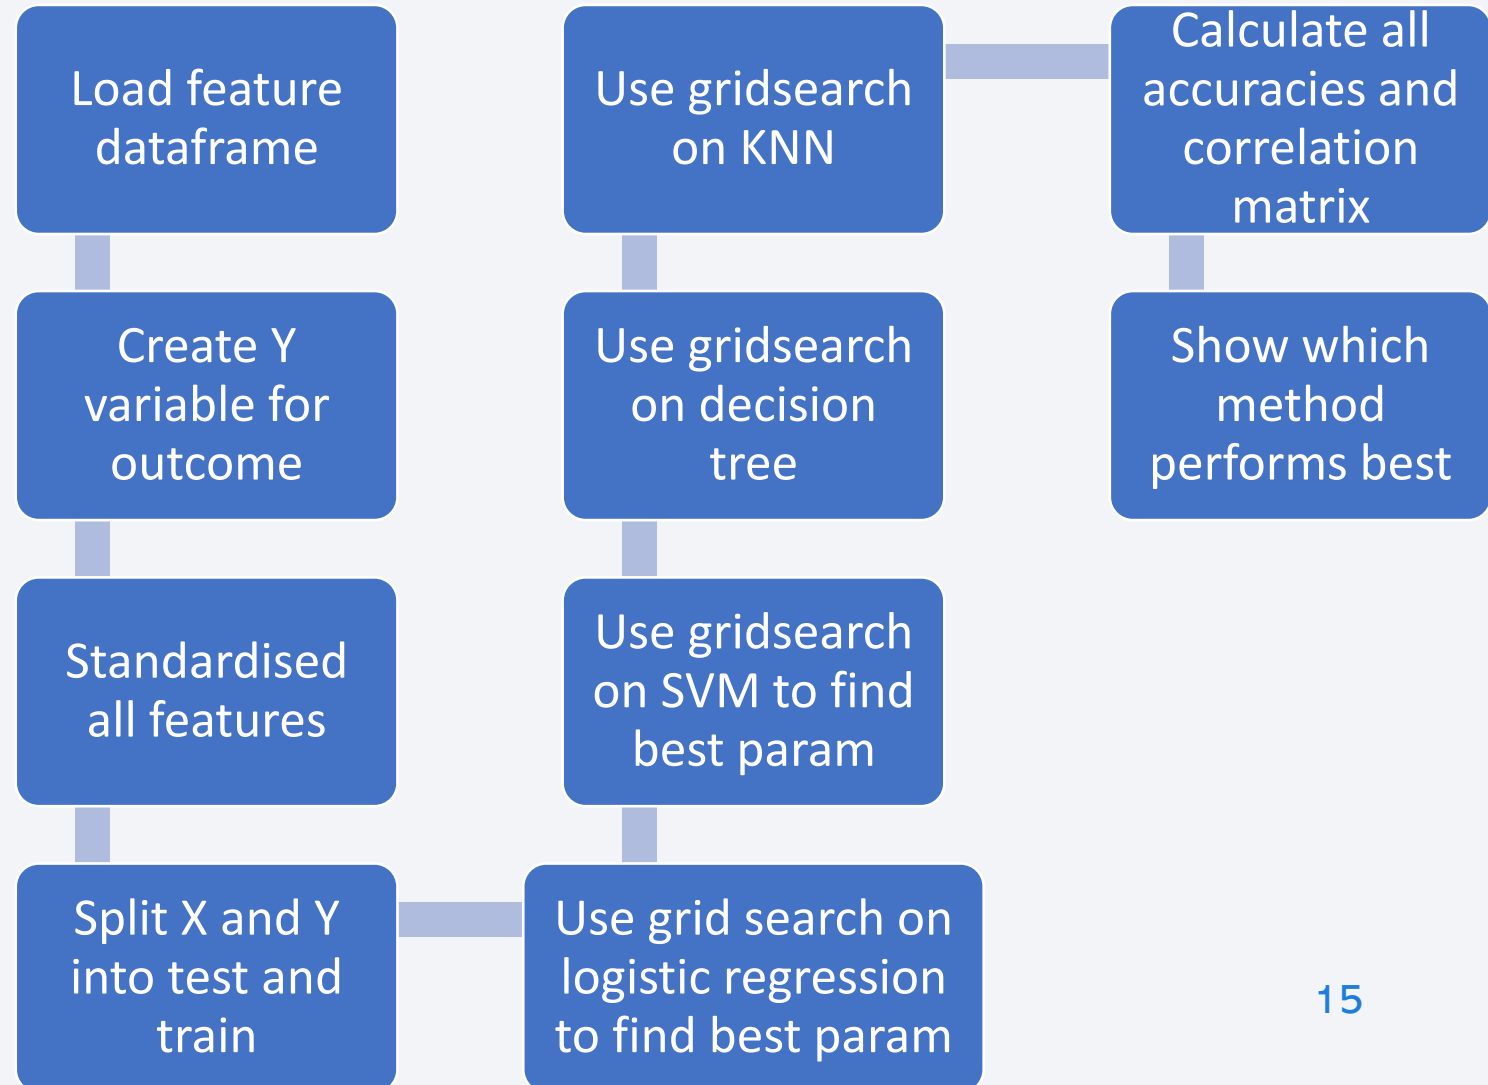 Load feature
dataframe
Create Y
variable for
outcome
Standardised
all features
Split X and Y
into test and
train
Use grid search on
logistic regression
to find best param
Use gridsearch
on SVM to find
best param
Use gridsearch
on decision
tree
Use gridsearch
on KNN
Calculate all
accuracies and
correlation
matrix
Show which
method
performs best
15